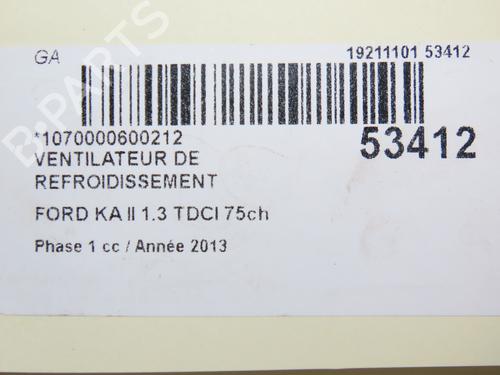 GA
19211101 53412
*1070000600212
53412
VENTILATEUR DE
REFROIDISSEMENT
FORD KA II 1.3 TDCI 75ch
Phase 1 cc / Année 2013
B-PARTS